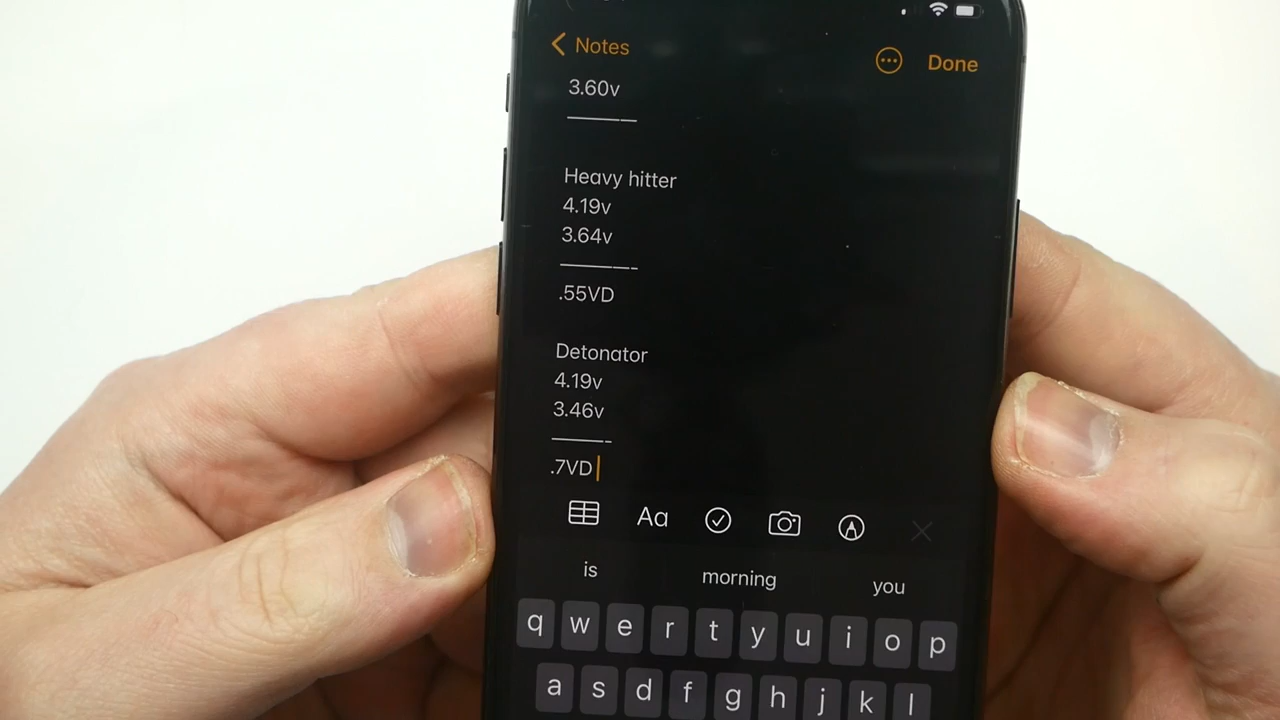 Notes
Done
3.60v
Heavy hitter
4.19v
3.64v
.55VD
Detonator
4.19v
3.46v
.7VD
Aa
is morning you
q w e r t y u i o p
a s d f g h j k l